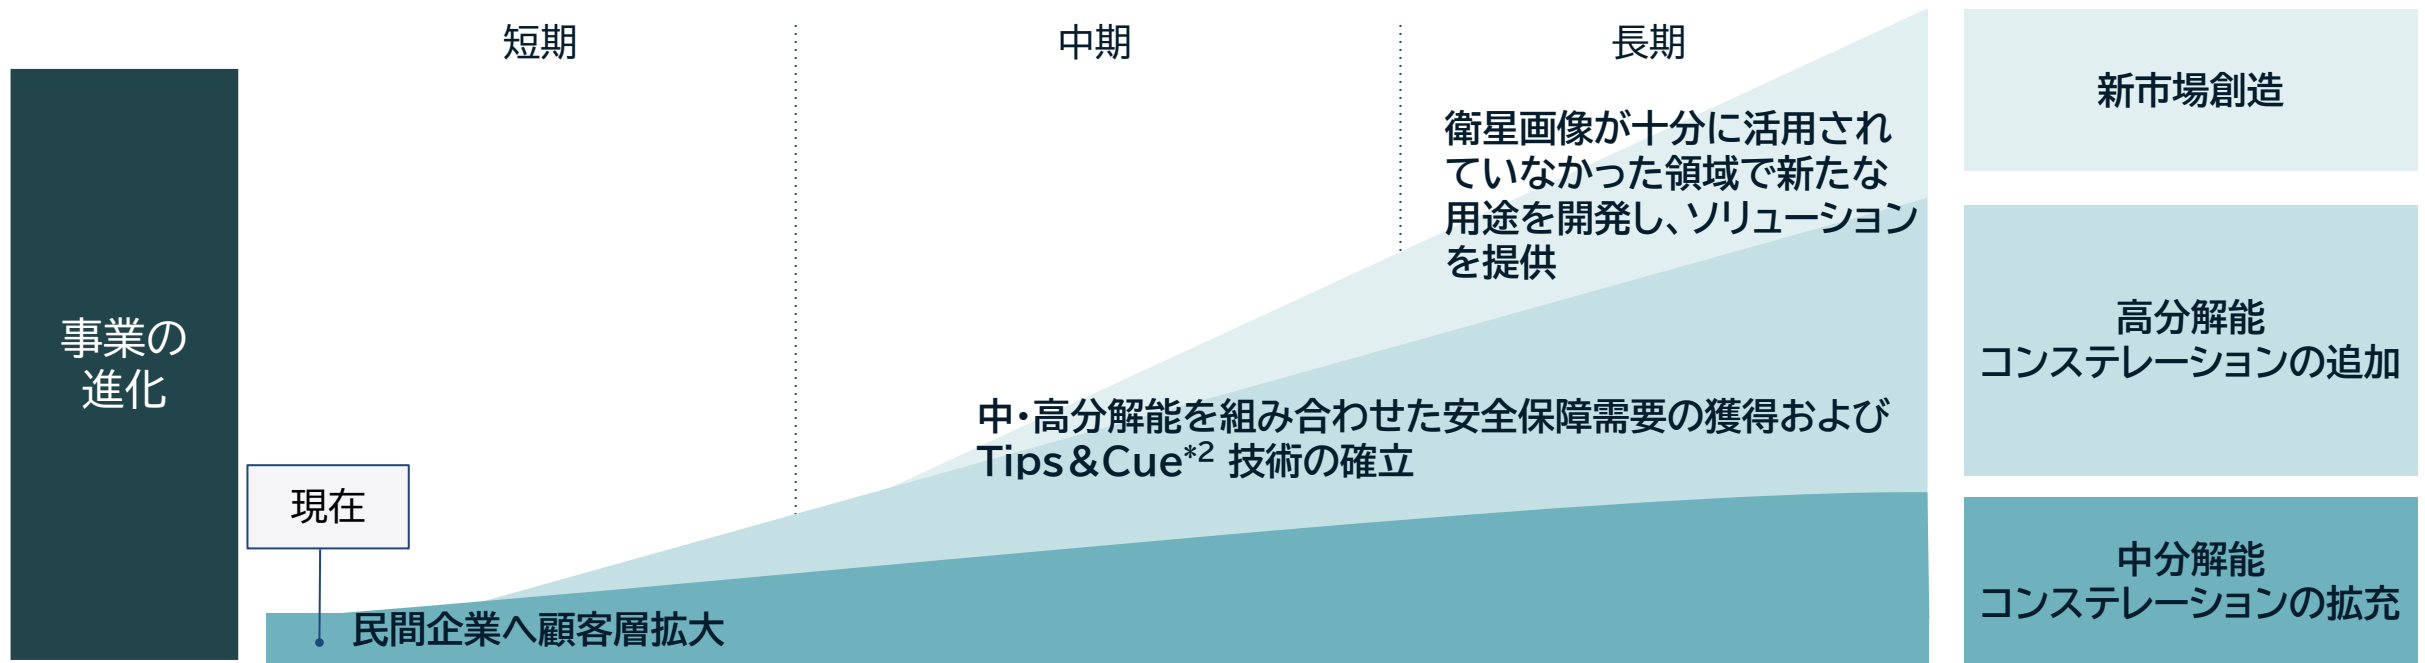 短期
中期
長期
事業の
進化
現在
民間企業へ顧客層拡大
中・高分解能を組み合わせた安全保障需要の獲得および
Tips&Cue*2 技術の確立
衛星画像が十分に活用され
ていなかった領域で新たな
用途を開発し、ソリューション
を提供
新市場創造
高分解能
コンステレーションの追加
中分解能
コンステレーションの拡充